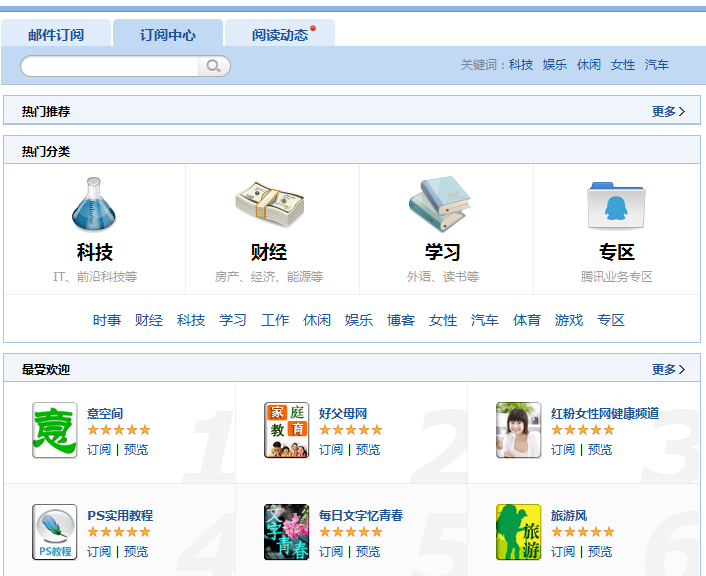 邮件订阅 订阅中心 阅读动态
关键词：科技 娱乐 休闲 女性 汽车
热门推荐 更多
热门分类
科技 财经 学习 专区
IT、前沿科技等 房产、经济、能源等 外语、读书等 腾讯业务专区
时事 财经 科技 学习 工作 休闲 娱乐 博客 女性 汽车 体育 游戏 专区
最受欢迎 更多
意
意空间
订阅 | 预览
1
家庭
教育
好父母网
订阅 | 预览
2
红粉女性网健康频道
订阅 | 预览
3
PS教程
PS实用教程
订阅 | 预览
4
文字
青春
每日文字忆青春
订阅 | 预览
5
旅游
旅游风
订阅 | 预览
6